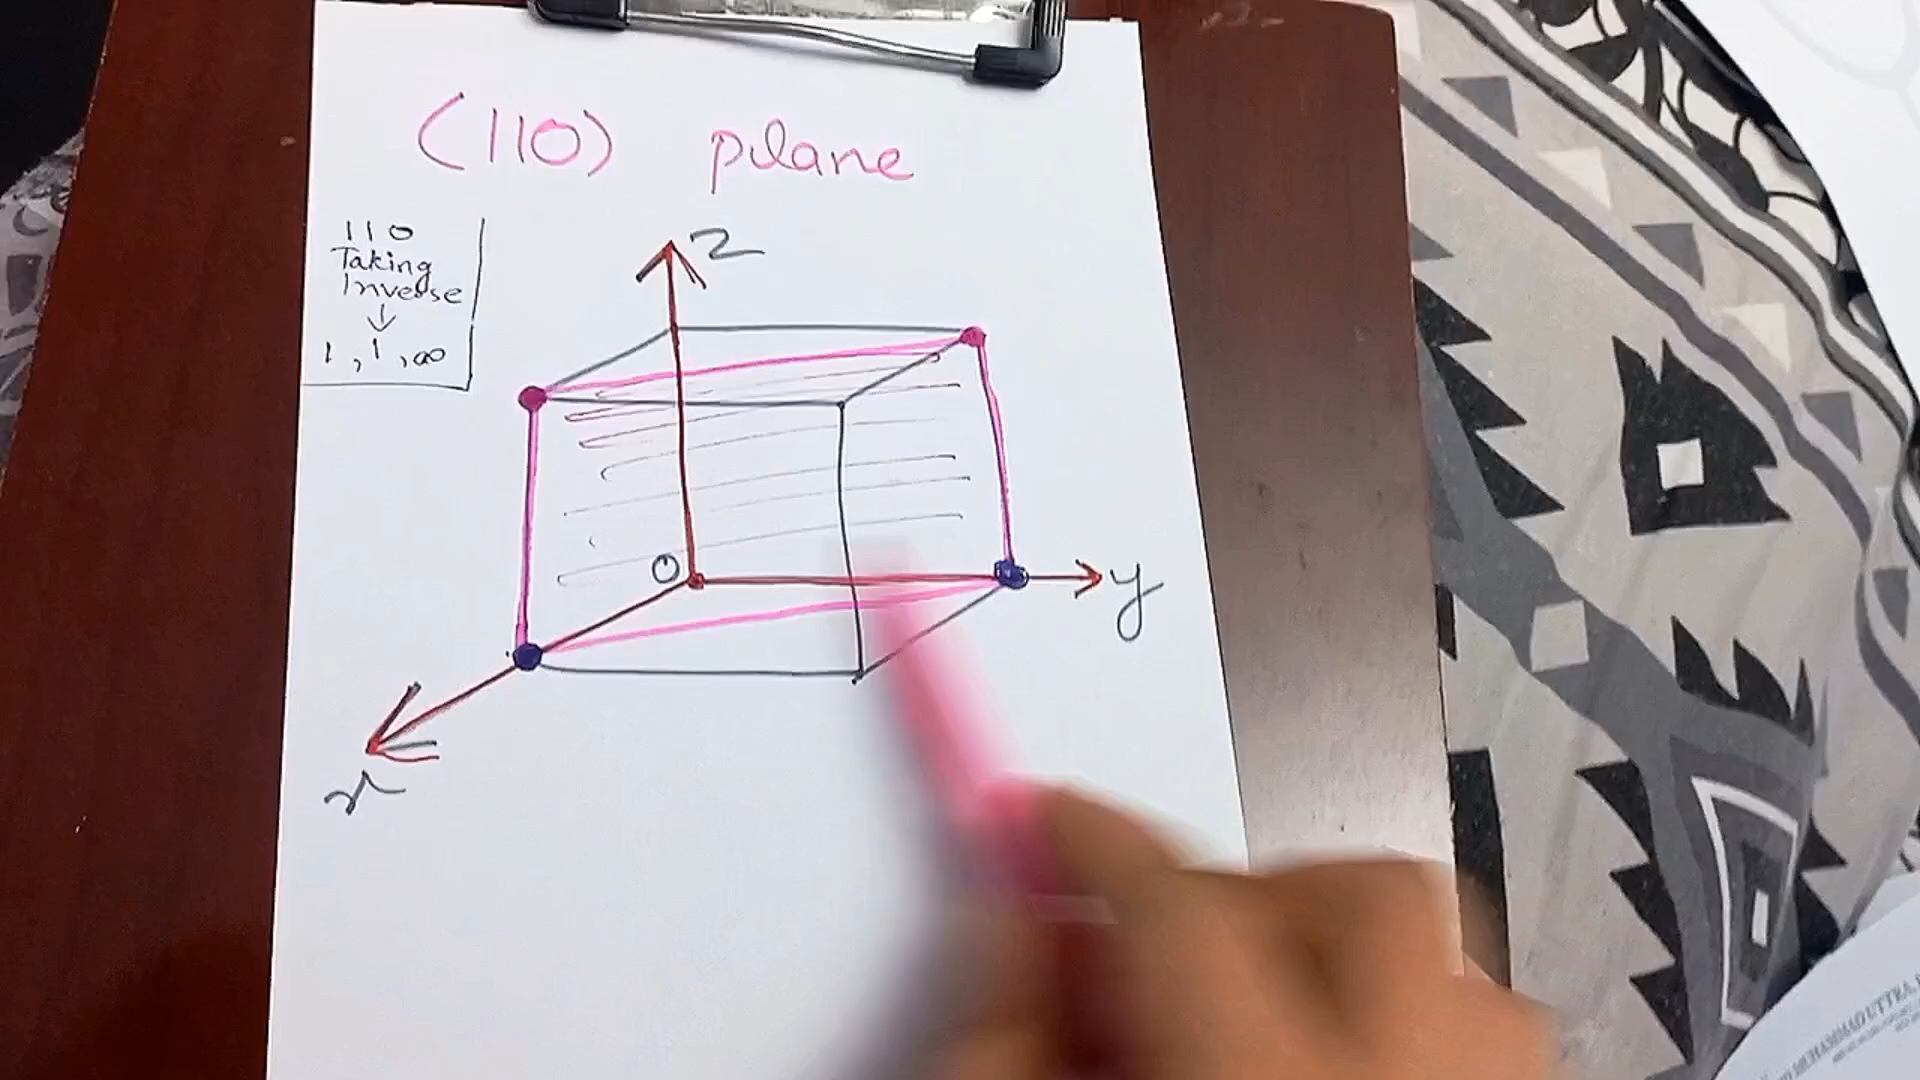 (110) plane
110
Taking
Inverse
↓
1, 1, ∞
Z
O
y
x